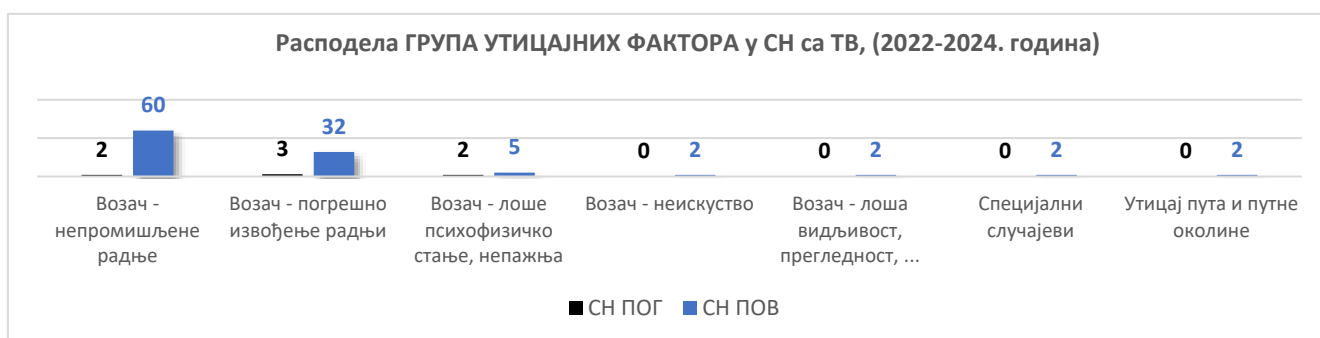 Расподела ГРУПА УТИЦАЈНИХ ФАКТОРА у СН са ТВ, (2022-2024. година)
2 60 3 32 2 5 0 2 0 2 0 2 0 2
Возач - непромишљене радње
Возач - погрешно извођење радњи
Возач - лоше психофизичко стање, непажња
Возач - неискуство
Возач - лоша видљивост, прегледност, ...
Специјални случајеви
Утицај пута и путне околине
СН ПОГ СН ПОВ